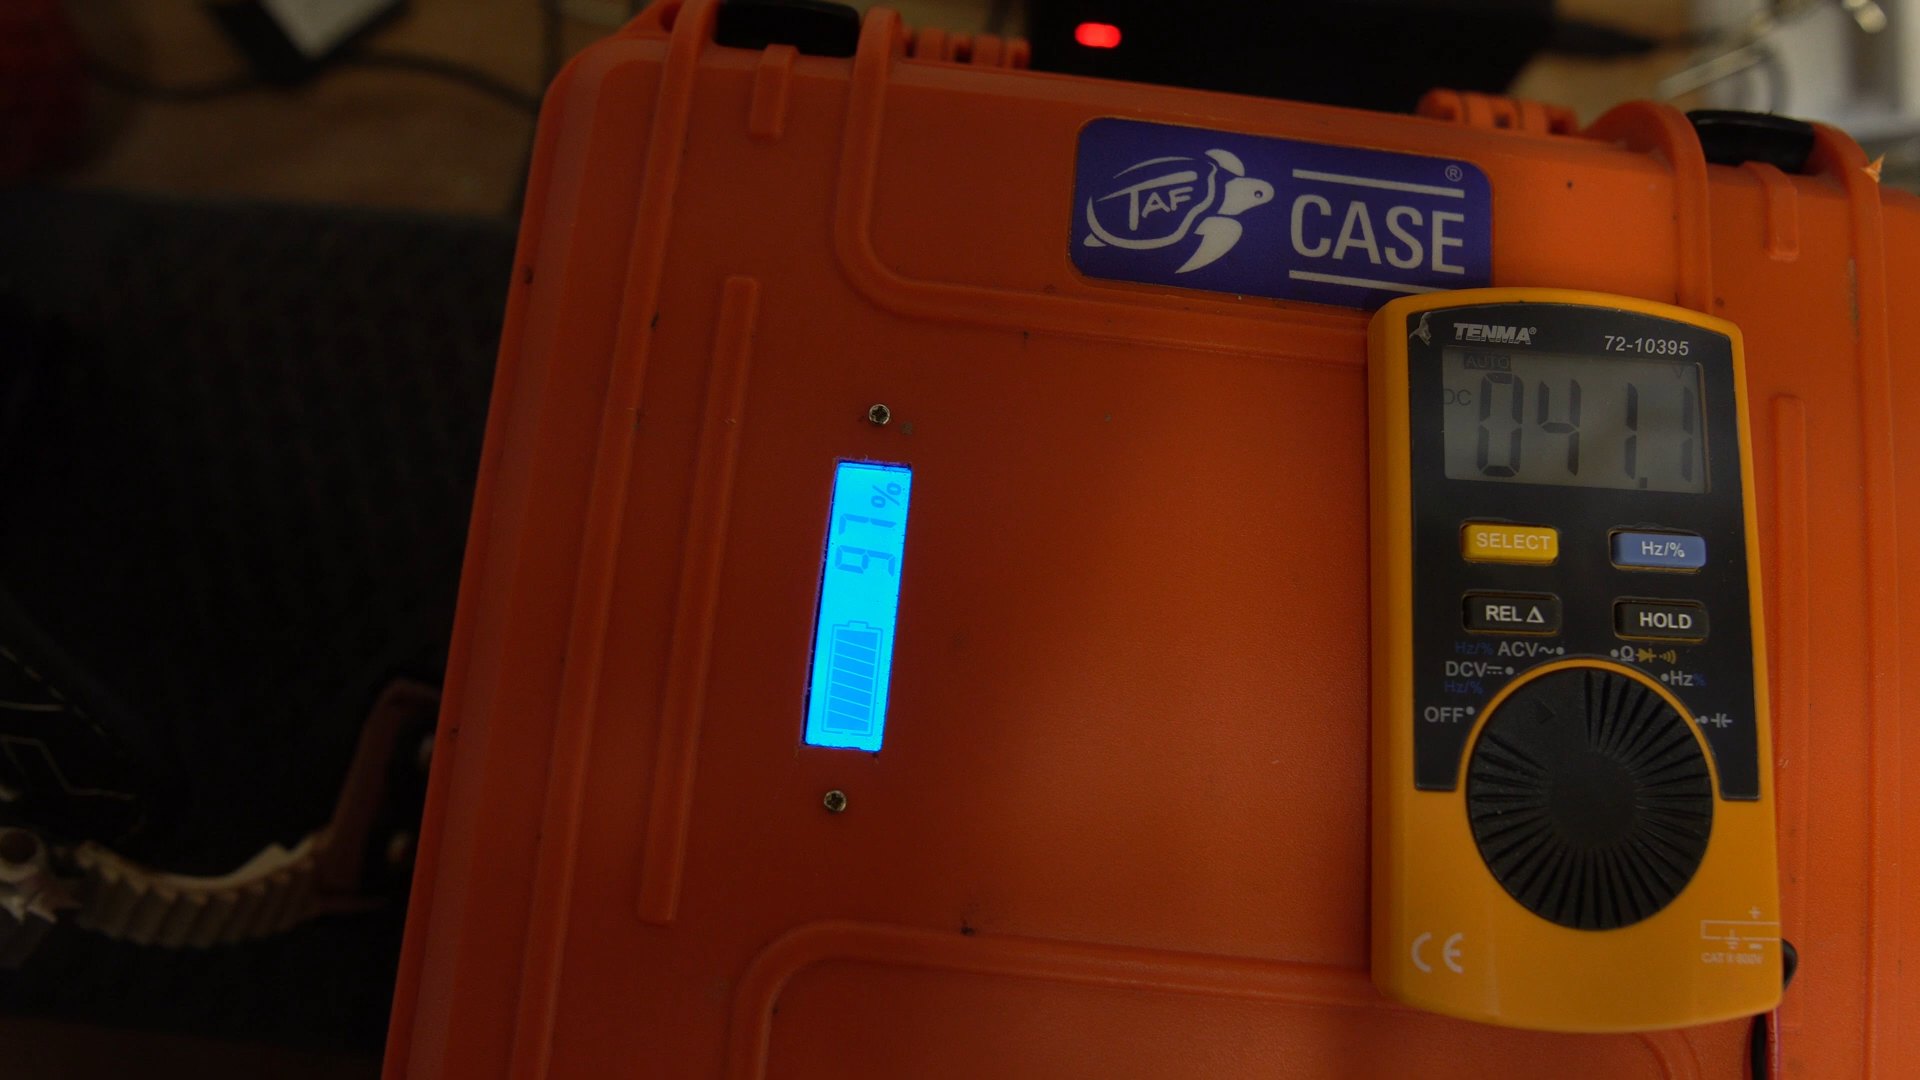 TAF
CASE
®
97%
TENMA®
72-10395
AUTO
V
DC
041.1
SELECT
Hz/%
REL Δ
HOLD
Hz/% ACV~
DCV
Hz/%
Ω
Hz%
OFF
CE
CAT II 600V